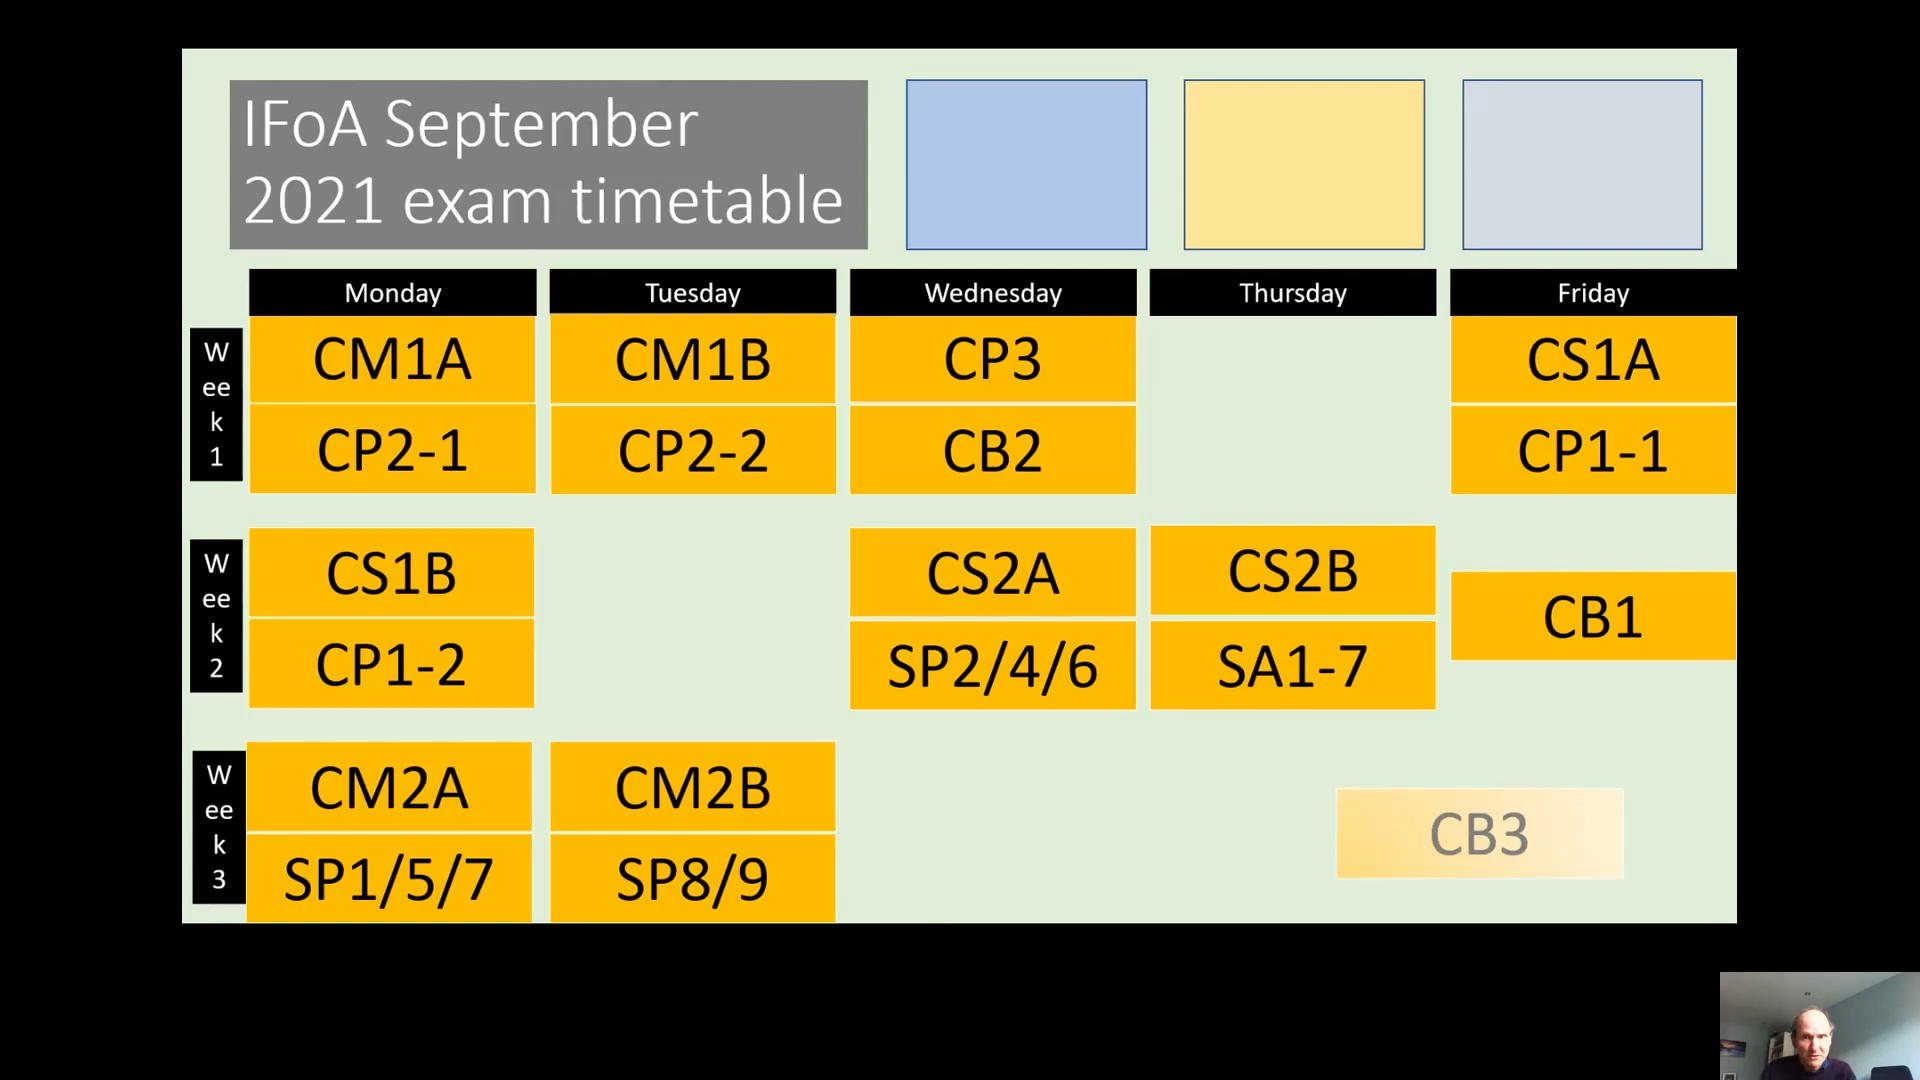 IFoA September
2021 exam timetable
Monday Tuesday Wednesday Thursday Friday
W
ee
k
1
CM1A CM1B CP3 CS1A
CP2-1 CP2-2 CB2 CP1-1
W
ee
k
2
CS1B CS2A CS2B CB1
CP1-2 SP2/4/6 SA1-7
W
ee
k
3
CM2A CM2B CB3
SP1/5/7 SP8/9